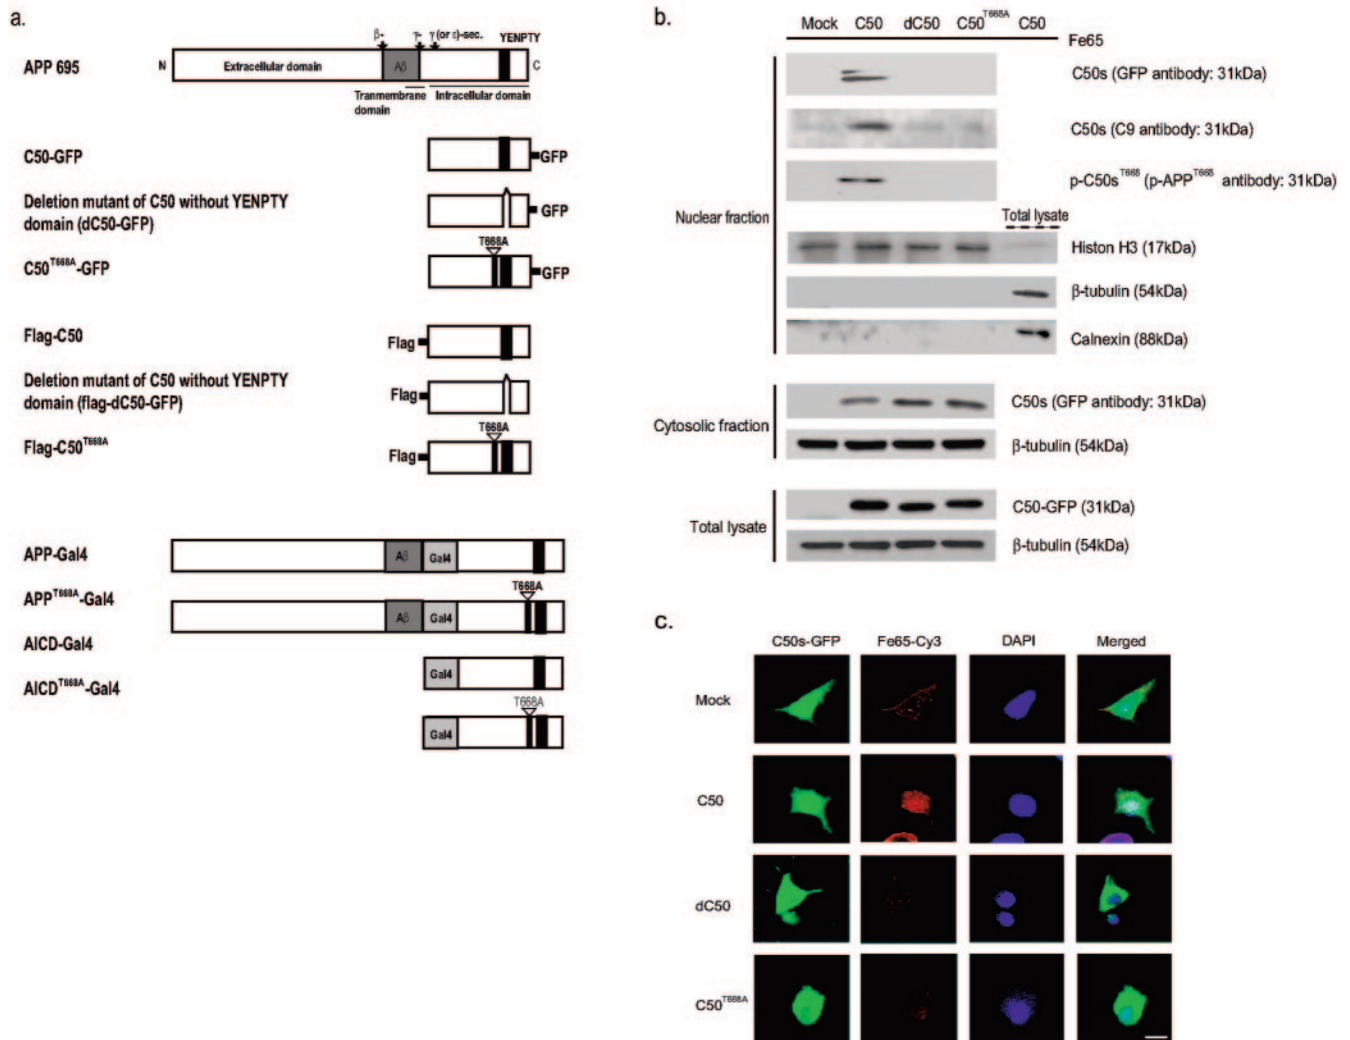 a.
β- γ- γ (or ε)-sec. YENPTY
APP 695 N Extracellular domain Aβ C
Tranmembrane domain Intracellular domain
C50-GFP GFP
Deletion mutant of C50 without YENPTY
domain (dC50-GFP) GFP
T668A
C50T668A-GFP GFP
Flag-C50 Flag
Deletion mutant of C50 without YENPTY
domain (flag-dC50-GFP) Flag
T668A
Flag-C50T668A Flag
APP-Gal4 Aβ Gal4
T668A
APPT668A-Gal4 Aβ Gal4
AICD-Gal4 Gal4
AICDT668A-Gal4
T668A
Gal4
b.
Mock C50 dC50 C50T668A C50
Fe65
C50s (GFP antibody: 31kDa)
C50s (C9 antibody: 31kDa)
p-C50sT668 (p-APPT668 antibody: 31kDa)
Nuclear fraction
Total lysate
Histon H3 (17kDa)
β-tubulin (54kDa)
Calnexin (88kDa)
C50s (GFP antibody: 31kDa)
Cytosolic fraction
β-tubulin (54kDa)
C50-GFP (31kDa)
Total lysate
β-tubulin (54kDa)
c.
C50s-GFP Fe65-Cy3 DAPI Merged
Mock
C50
dC50
C50T668A